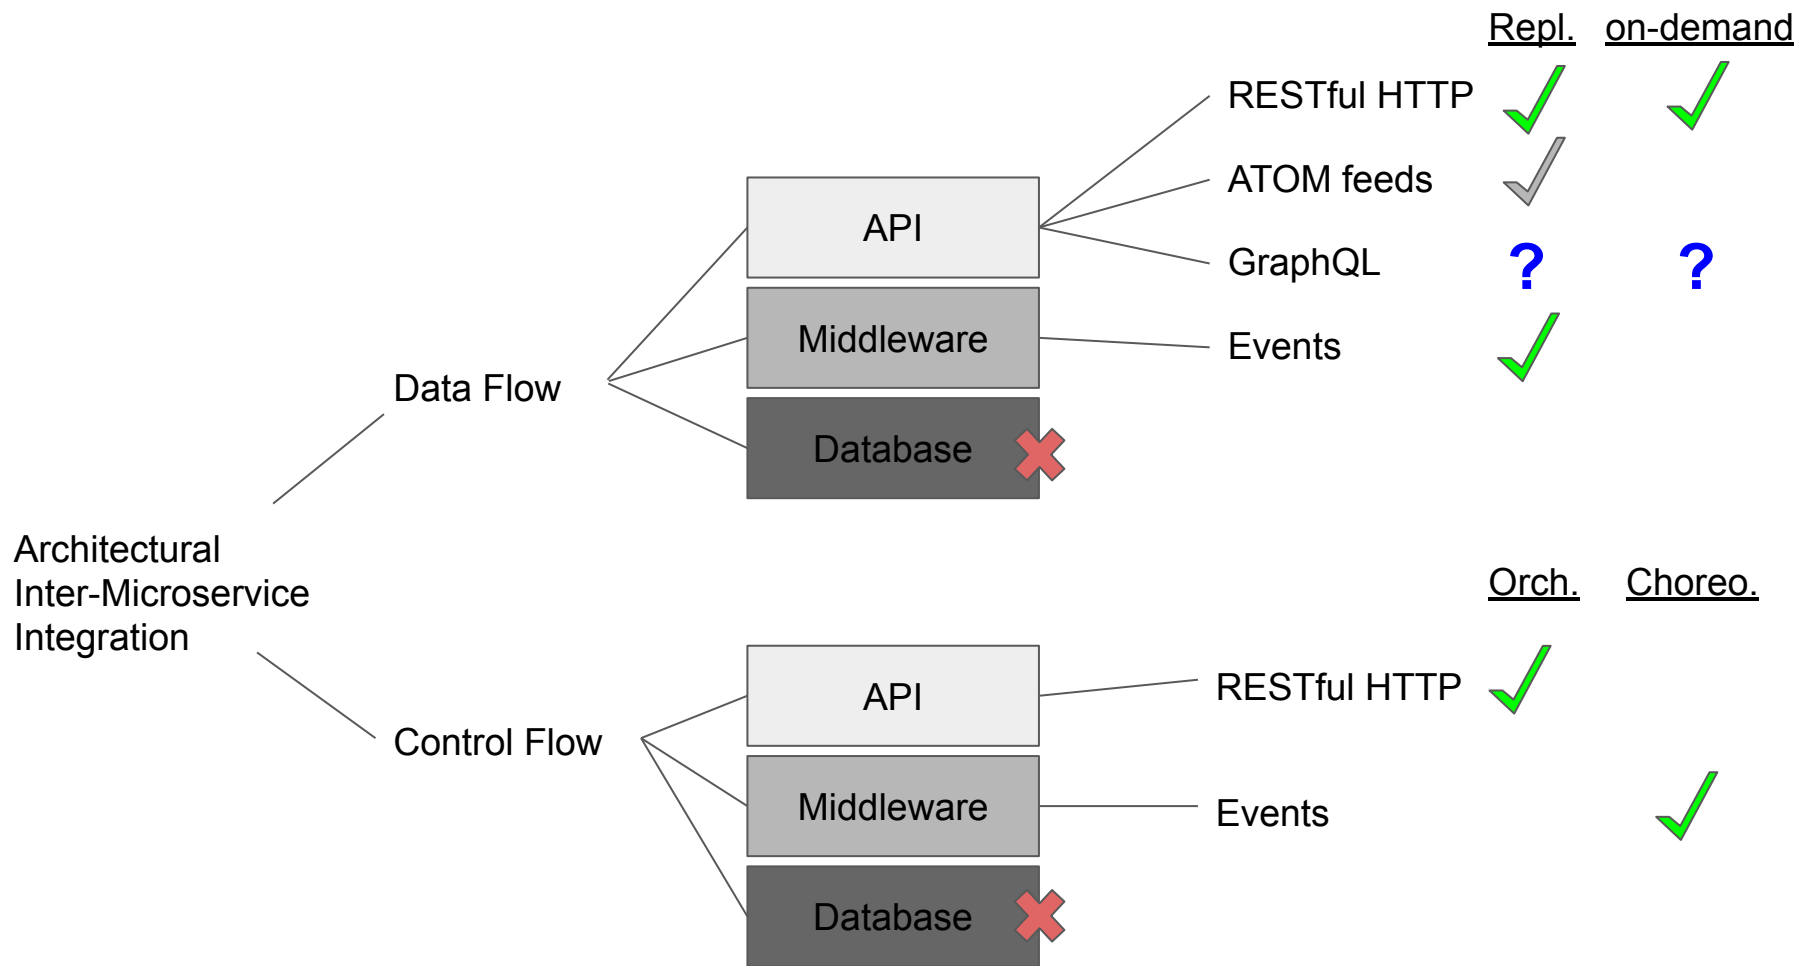 Repl. on-demand
RESTful HTTP
ATOM feeds
API
GraphQL ? ?
Middleware
Events
Data Flow
Database
Architectural
Inter-Microservice
Integration
Orch. Choreo.
API
RESTful HTTP
Control Flow
Middleware
Events
Database